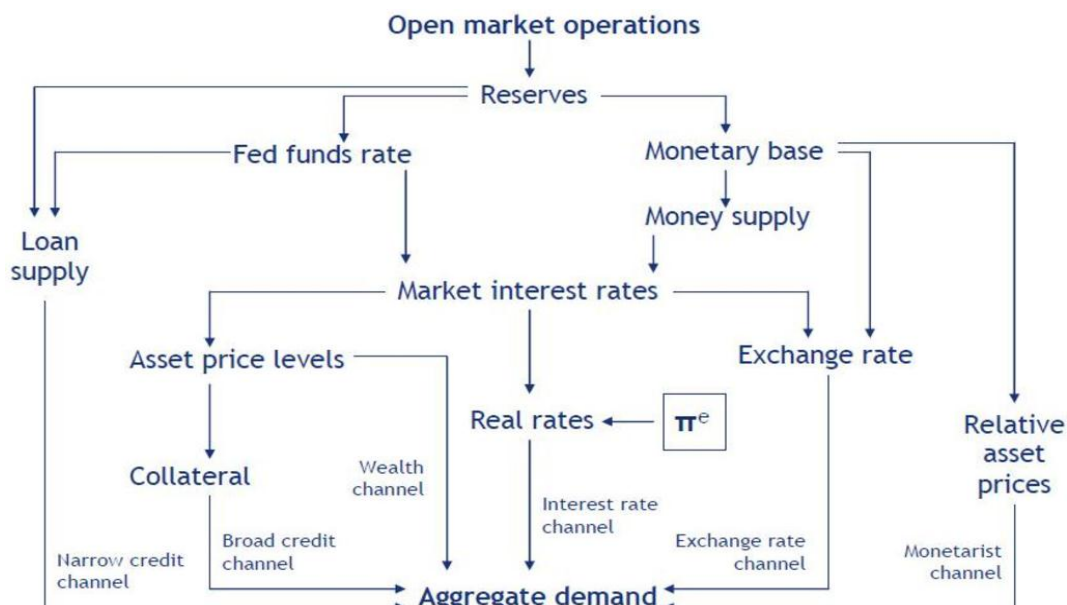 Open market operations
Reserves
Fed funds rate
Monetary base
Money supply
Loan
supply
Market interest rates
Asset price levels
Exchange rate
Real rates
πᵉ
Relative
asset
prices
Collateral
Wealth
channel
Interest rate
channel
Broad credit
channel
Exchange rate
channel
Narrow credit
channel
Monetarist
channel
Aggregate demand